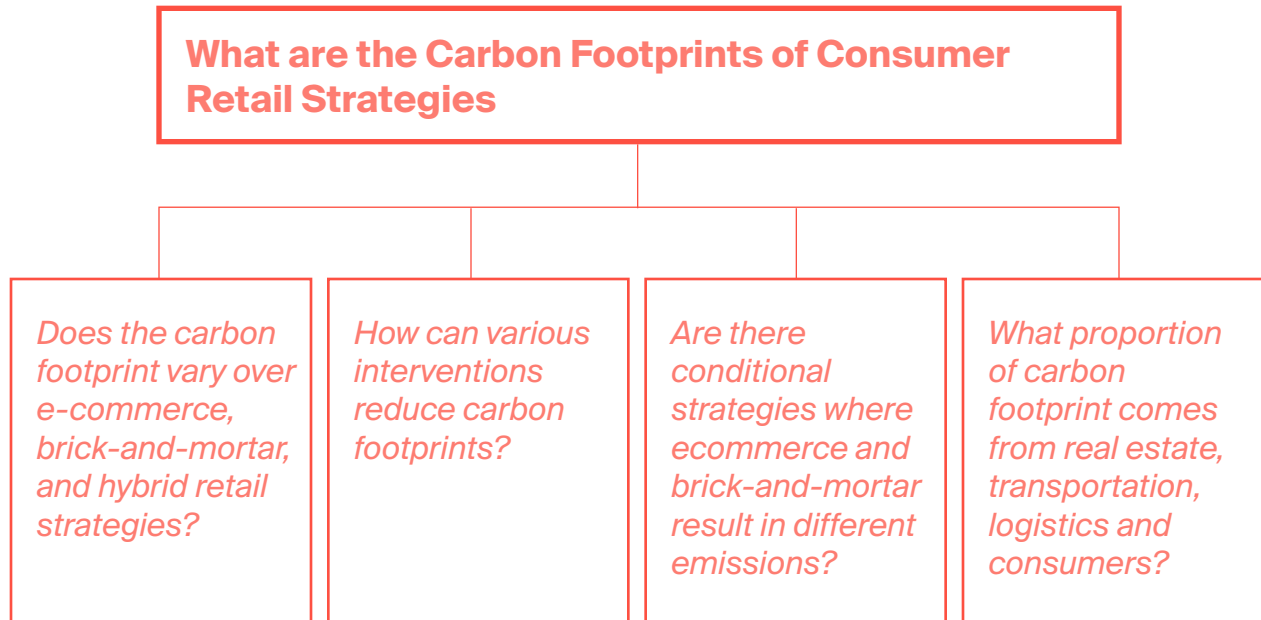 What are the Carbon Footprints of Consumer
Retail Strategies
Does the carbon
footprint vary over
e-commerce,
brick-and-mortar,
and hybrid retail
strategies?
How can various
interventions
reduce carbon
footprints?
Are there
conditional
strategies where
ecommerce and
brick-and-mortar
result in different
emissions?
What proportion
of carbon
footprint comes
from real estate,
transportation,
logistics and
consumers?